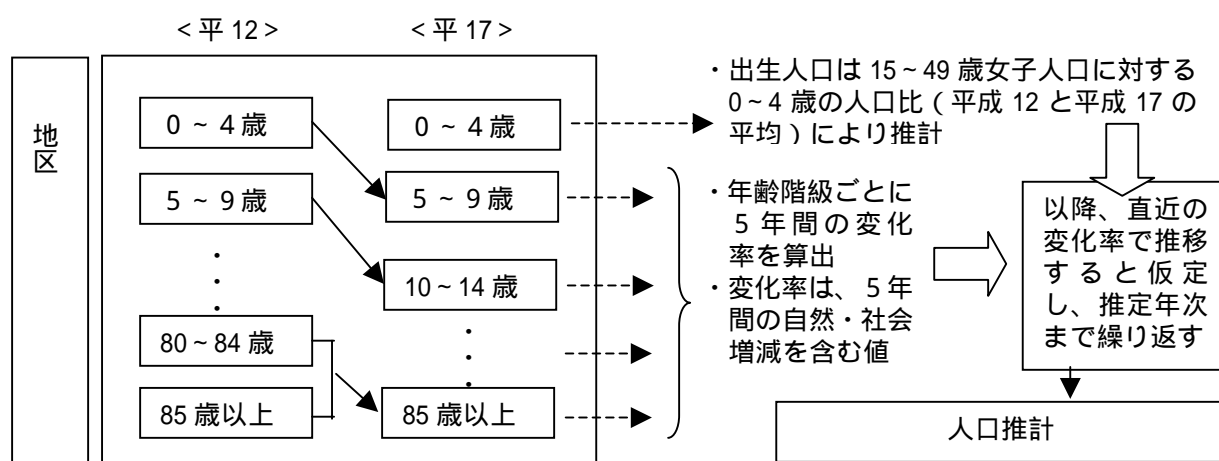 <平 12>
<平 17>
地区
0 ~ 4 歳
5 ~ 9 歳
・
・
・
80~84 歳
85 歳以上
0 ~ 4 歳
5 ~ 9 歳
10~14 歳
・
・
・
85 歳以上
・出生人口は 15~49 歳女子人口に対する
0~4 歳の人口比(平成 12 と平成 17 の
平均)により推計
・年齢階級ごとに
5 年間の変化
率を算出
・変化率は、5 年
間の自然・社会
増減を含む値
以降、直近の
変化率で推移
すると仮定
し、推定年次
まで繰り返す
人口推計